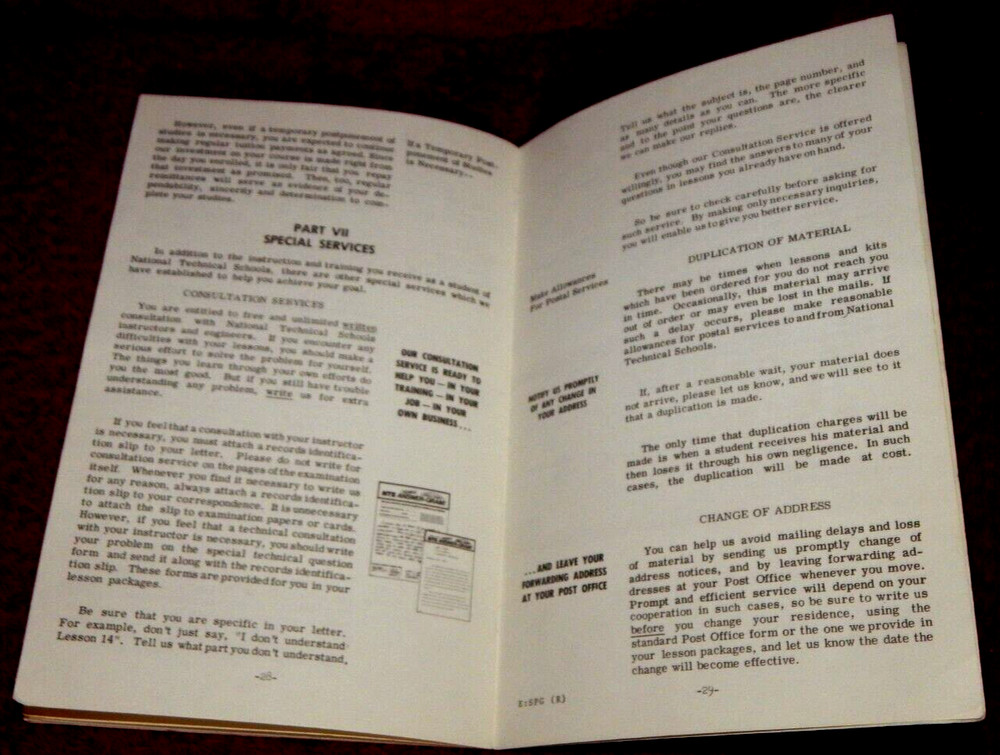 However, even if a temporary postponement of
studies is necessary, you are expected to continue
making regular tuition payments as agreed. Since
our investment on your course is made right from
the day you enrolled, it is only fair that you repay
that investment as promised. Then, too, regular
remittances will serve as evidence of your de-
pendability, sincerity and determination to com-
plete your studies.
If a Temporary Post-
ponement of Studies
is Necessary--
PART VII
SPECIAL SERVICES
In addition to the instruction and training you receive as a student of
National Technical Schools, there are other special services which we
have established to help you achieve your goal.
CONSULTATION SERVICES
You are entitled to free and unlimited written
consultation with National Technical Schools
instructors and engineers. If you encounter any
difficulties with your lessons, you should make a
serious effort to solve the problem for yourself.
The things you learn through your own efforts do
you the most good. But if you still have trouble
understanding any problem, write us for extra
assistance.
OUR CONSULTATION
SERVICE IS READY TO
HELP YOU — IN YOUR
TRAINING — IN YOUR
JOB — IN YOUR
OWN BUSINESS...
If you feel that a consultation with your instructor
is necessary, you must attach a records identifica-
tion slip to your letter. Please do not write for
consultation service on the pages of the examination
itself. Whenever you find it necessary to write us
for any reason, always attach a records identifica-
tion slip to your correspondence. It is unnecessary
to attach the slip to examination papers or cards.
However, if you feel that a technical consultation
with your instructor is necessary, you should write
your problem on the special technical question
form and send it along with the records identifica-
tion slip. These forms are provided for you in your
lesson packages.
Be sure that you are specific in your letter.
For example, don't just say, "I don't understand
Lesson 14". Tell us what part you don't understand.
-28-
Tell us what the subject is, the page number, and
as many details as you can. The more specific
and to the point your questions are, the clearer
we can make our replies.
Even though our Consultation Service is offered
willingly, you may find the answers to many of your
questions in lessons you already have on hand.
So be sure to check carefully before asking for
such service. By making only necessary inquiries,
you will enable us to give you better service.
DUPLICATION OF MATERIAL
Make Allowances
For Postal Services
There may be times when lessons and kits
which have been ordered for you do not reach you
in time. Occasionally, this material may arrive
out of order or may even be lost in the mails. If
such a delay occurs, please make reasonable
allowances for postal services to and from National
Technical Schools.
NOTIFY US PROMPTLY
OF ANY CHANGE IN
YOUR ADDRESS
If, after a reasonable wait, your material does
not arrive, please let us know, and we will see to it
that a duplication is made.
The only time that duplication charges will be
made is when a student receives his material and
then loses it through his own negligence. In such
cases, the duplication will be made at cost.
CHANGE OF ADDRESS
...AND LEAVE YOUR
FORWARDING ADDRESS
AT YOUR POST OFFICE
You can help us avoid mailing delays and loss
of material by sending us promptly change of
address notices, and by leaving forwarding ad-
dresses at your Post Office whenever you move.
Prompt and efficient service will depend on your
cooperation in such cases, so be sure to write us
before you change your residence, using the
standard Post Office form or the one we provide in
your lesson packages, and let us know the date the
change will become effective.
E:SPG (R)
-29-